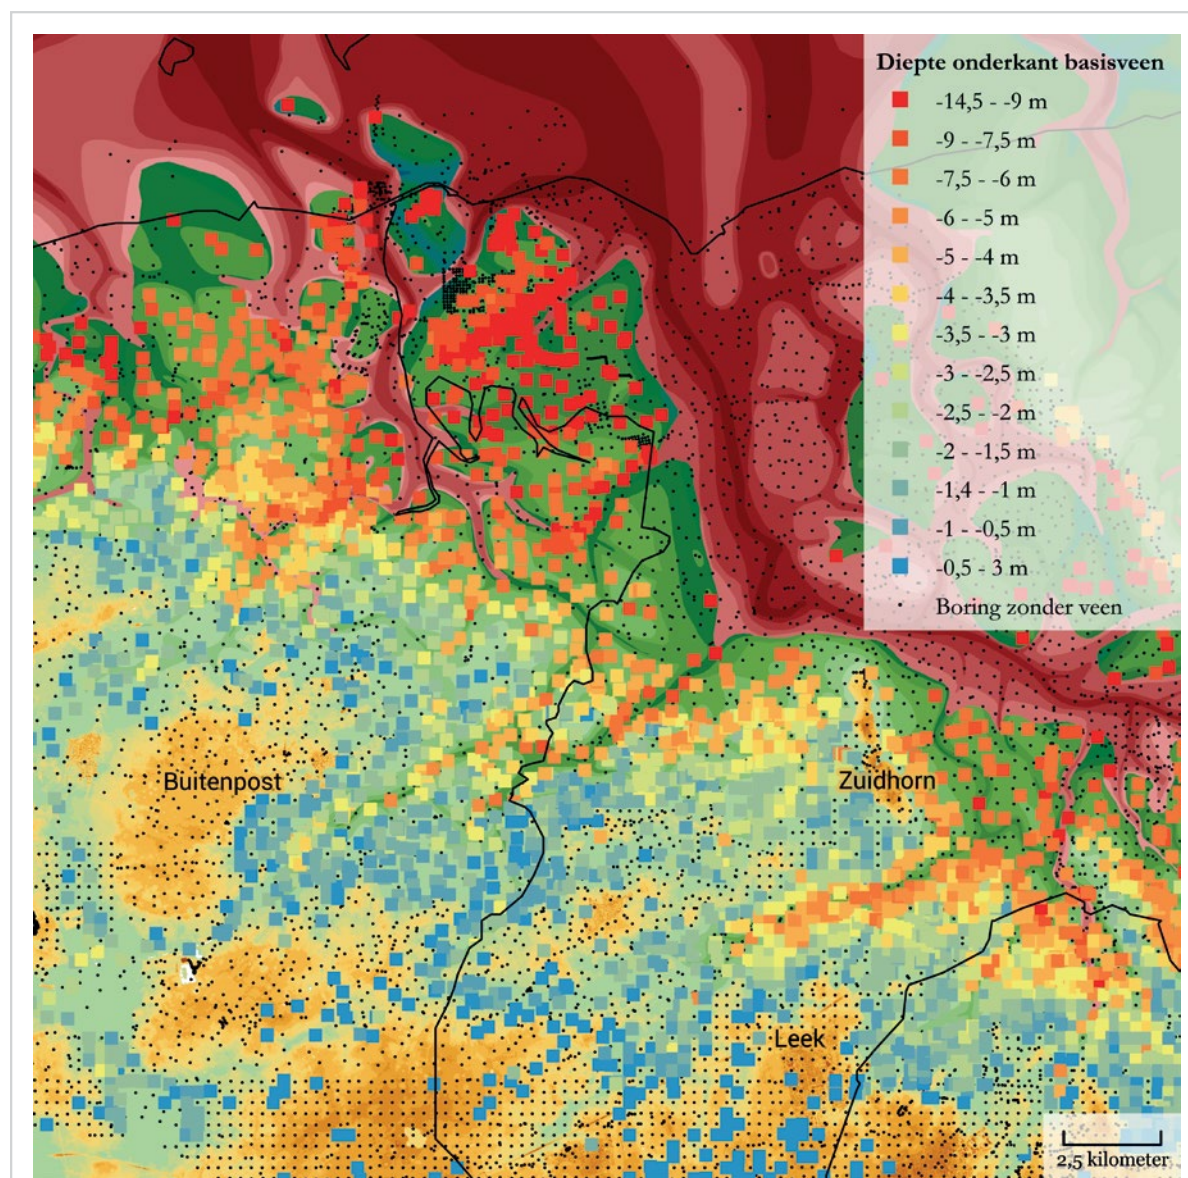 Diepte onderkant basisveen
-14,5 - -9 m
-9 - -7,5 m
-7,5 - -6 m
-6 - -5 m
-5 - -4 m
-4 - -3,5 m
-3,5 - -3 m
-3 - -2,5 m
-2,5 - -2 m
-2 - -1,5 m
-1,4 - -1 m
-1 - -0,5 m
-0,5 - 3 m
Boring zonder veen
Buitenpost
Zuidhorn
Leek
2,5 kilometer